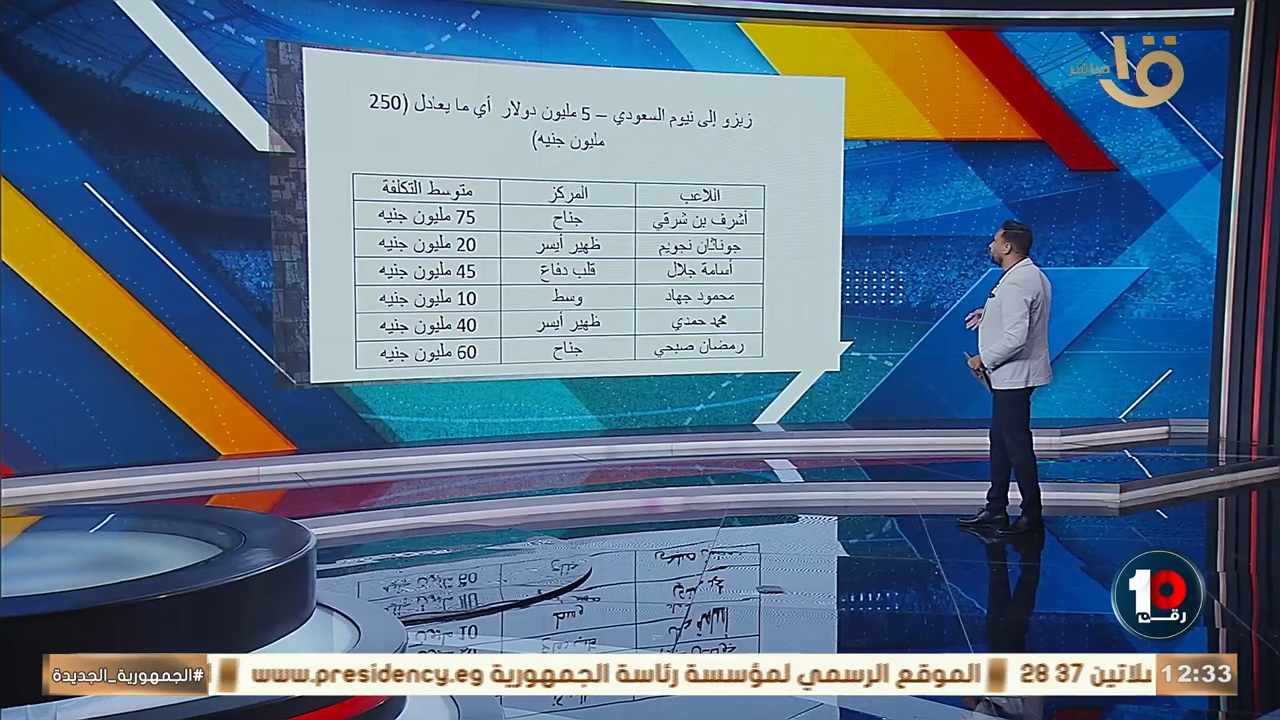 مباشر
زيزو إلى نيوم السعودي – 5 مليون دولار أي ما يعادل (250
مليون جنيه)
اللاعب المركز متوسط التكلفة
أشرف بن شرقي جناح 75 مليون جنيه
جوناثان نجويم ظهير أيسر 20 مليون جنيه
أسامة جلال قلب دفاع 45 مليون جنيه
محمود جهاد وسط 10 مليون جنيه
محمد حمدي ظهير أيسر 40 مليون جنيه
رمضان صبحي جناح 60 مليون جنيه
رقم 10
12:33 شلاتين 37 28 الموقع الرسمي لمؤسسة رئاسة الجمهورية www.presidency.eg #الجمهورية_الجديدة